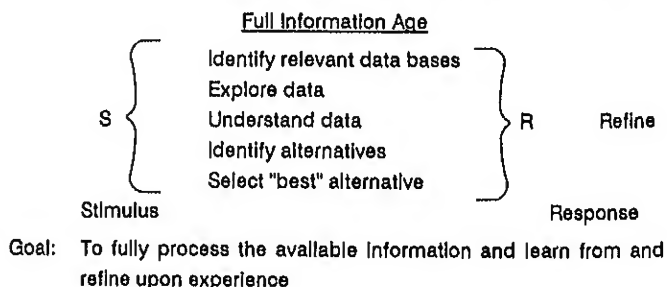 Full Information Age
Identify relevant data bases
Explore data
S Understand data R Refine
Identify alternatives
Select "best" alternative
Stimulus Response
Goal: To fully process the available information and learn from and
refine upon experience